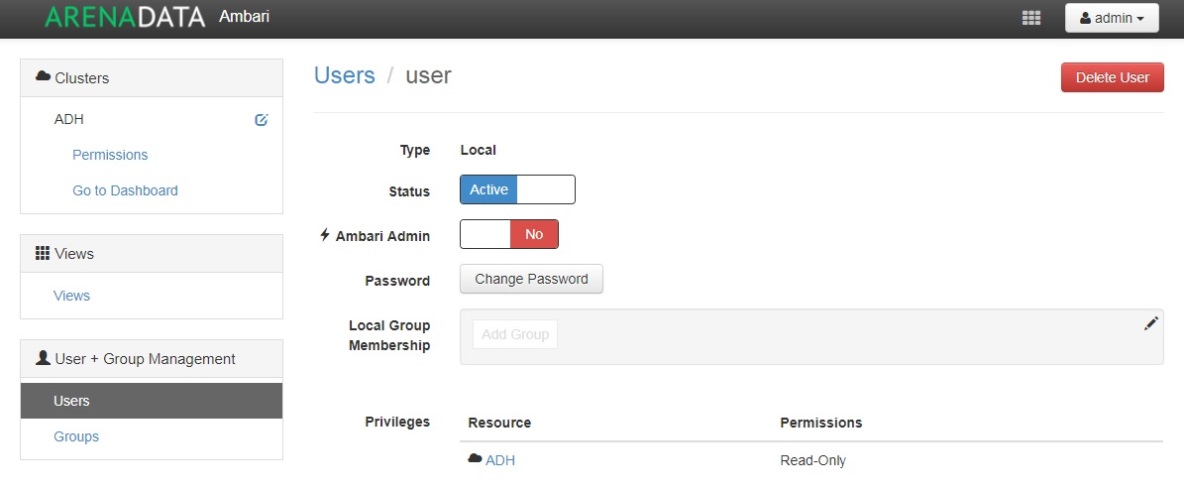 ARENADATA Ambari
admin
Clusters
ADH
Permissions
Go to Dashboard
Views
Views
User + Group Management
Users
Groups
Users / user
Delete User
Type Local
Status Active
Ambari Admin No
Password Change Password
Local Group
Membership
Add Group
Privileges Resource Permissions
ADH Read-Only